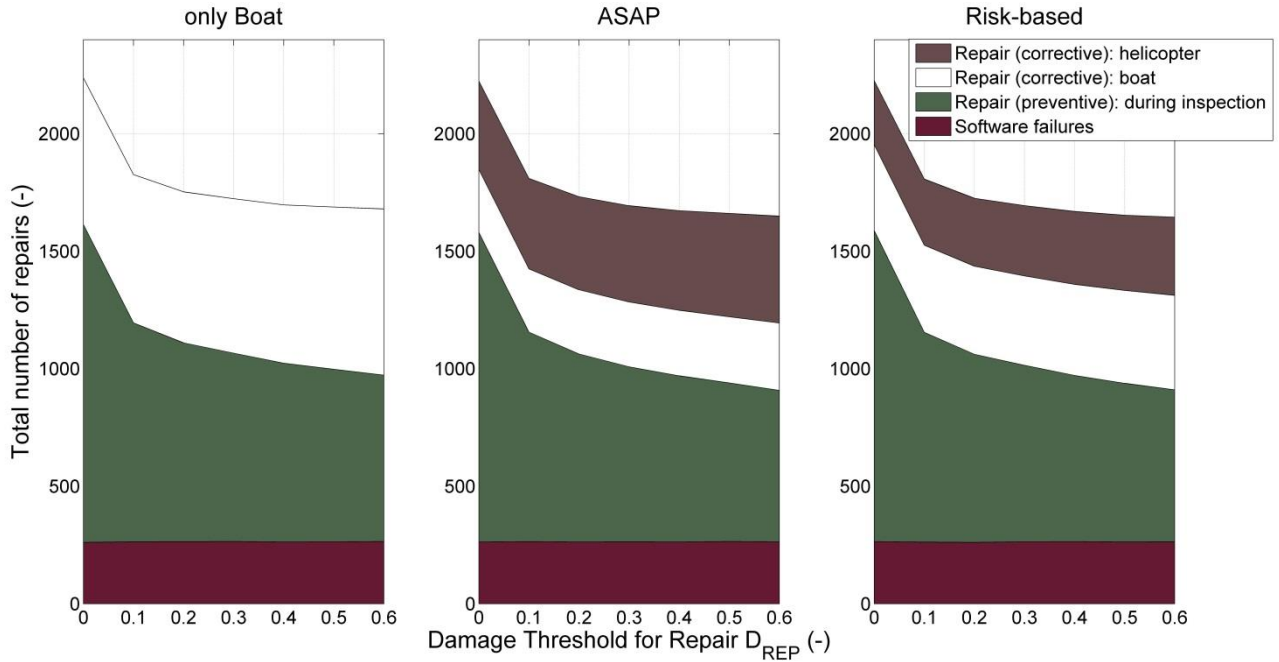 only Boat
ASAP
Risk-based
Repair (corrective): helicopter
Repair (corrective): boat
Repair (preventive): during inspection
Software failures
Total number of repairs (-)
2000
1500
1000
500
0
2000
1500
1000
500
0
2000
1500
1000
500
0
0 0.1 0.2 0.3 0.4 0.5 0.6
0 0.1 0.2 0.3 0.4 0.5 0.6
0 0.1 0.2 0.3 0.4 0.5 0.6
Damage Threshold for Repair D_REP (-)